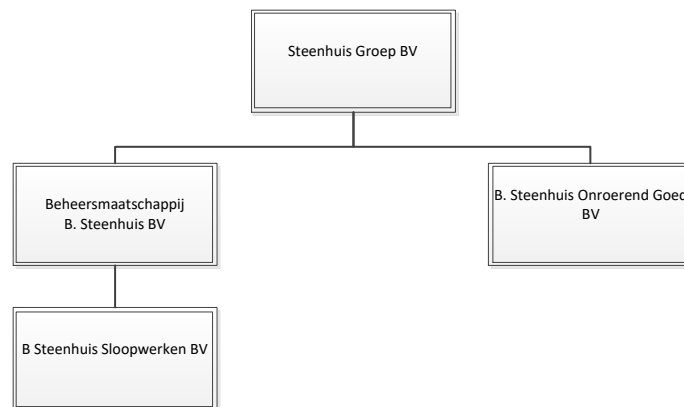 Steenhuis Groep BV
Beheersmaatschappij
B. Steenhuis BV
B. Steenhuis Onroerend Goed
BV
B Steenhuis Sloopwerken BV